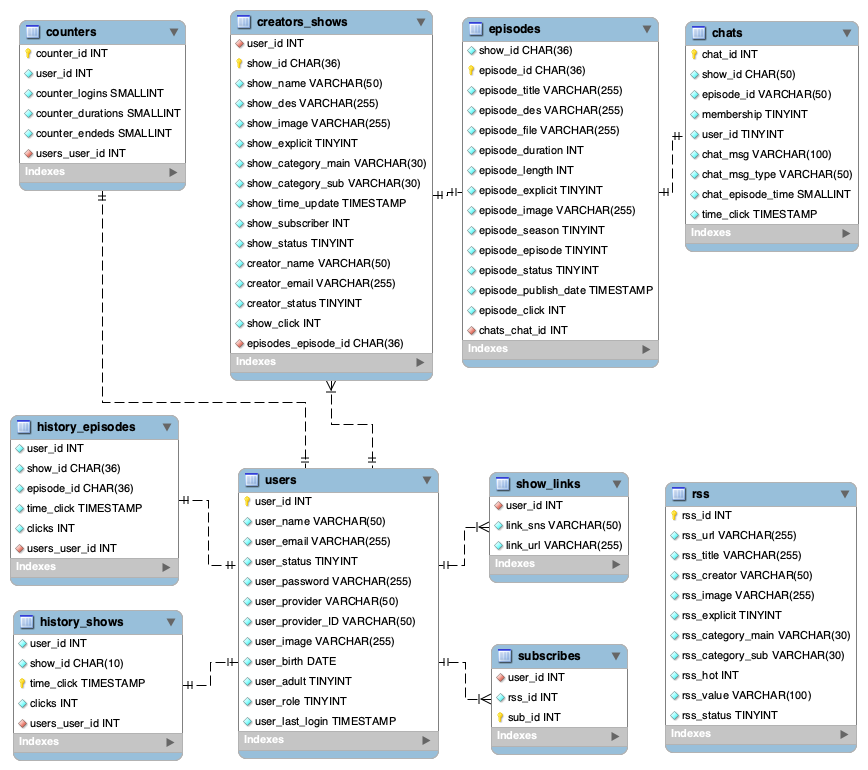 counters
counter_id INT
user_id INT
counter_logins SMALLINT
counter_durations SMALLINT
counter_endeds SMALLINT
users_user_id INT
Indexes
creators_shows
user_id INT
show_id CHAR(36)
show_name VARCHAR(50)
show_des VARCHAR(255)
show_image VARCHAR(255)
show_explicit TINYINT
show_category_main VARCHAR(30)
show_category_sub VARCHAR(30)
show_time_update TIMESTAMP
show_subscriber INT
show_status TINYINT
creator_name VARCHAR(50)
creator_email VARCHAR(255)
creator_status TINYINT
show_click INT
episodes_episode_id CHAR(36)
Indexes
episodes
show_id CHAR(36)
episode_id CHAR(36)
episode_title VARCHAR(255)
episode_des VARCHAR(255)
episode_file VARCHAR(255)
episode_duration INT
episode_length INT
episode_explicit TINYINT
episode_image VARCHAR(255)
episode_season TINYINT
episode_episode TINYINT
episode_status TINYINT
episode_publish_date TIMESTAMP
episode_click INT
chats_chat_id INT
Indexes
chats
chat_id INT
show_id CHAR(50)
episode_id VARCHAR(50)
membership TINYINT
user_id TINYINT
chat_msg VARCHAR(100)
chat_msg_type VARCHAR(50)
chat_episode_time SMALLINT
time_click TIMESTAMP
Indexes
history_episodes
user_id INT
show_id CHAR(36)
episode_id CHAR(36)
time_click TIMESTAMP
clicks INT
users_user_id INT
Indexes
history_shows
user_id INT
show_id CHAR(10)
time_click TIMESTAMP
clicks INT
users_user_id INT
Indexes
users
user_id INT
user_name VARCHAR(50)
user_email VARCHAR(255)
user_status TINYINT
user_password VARCHAR(255)
user_provider VARCHAR(50)
user_provider_ID VARCHAR(50)
user_image VARCHAR(255)
user_birth DATE
user_adult TINYINT
user_role TINYINT
user_last_login TIMESTAMP
Indexes
show_links
user_id INT
link_sns VARCHAR(50)
link_url VARCHAR(255)
Indexes
subscribes
user_id INT
rss_id INT
sub_id INT
Indexes
rss
rss_id INT
rss_url VARCHAR(255)
rss_title VARCHAR(255)
rss_creator VARCHAR(50)
rss_image VARCHAR(255)
rss_explicit TINYINT
rss_category_main VARCHAR(30)
rss_category_sub VARCHAR(30)
rss_hot INT
rss_value VARCHAR(100)
rss_status TINYINT
Indexes